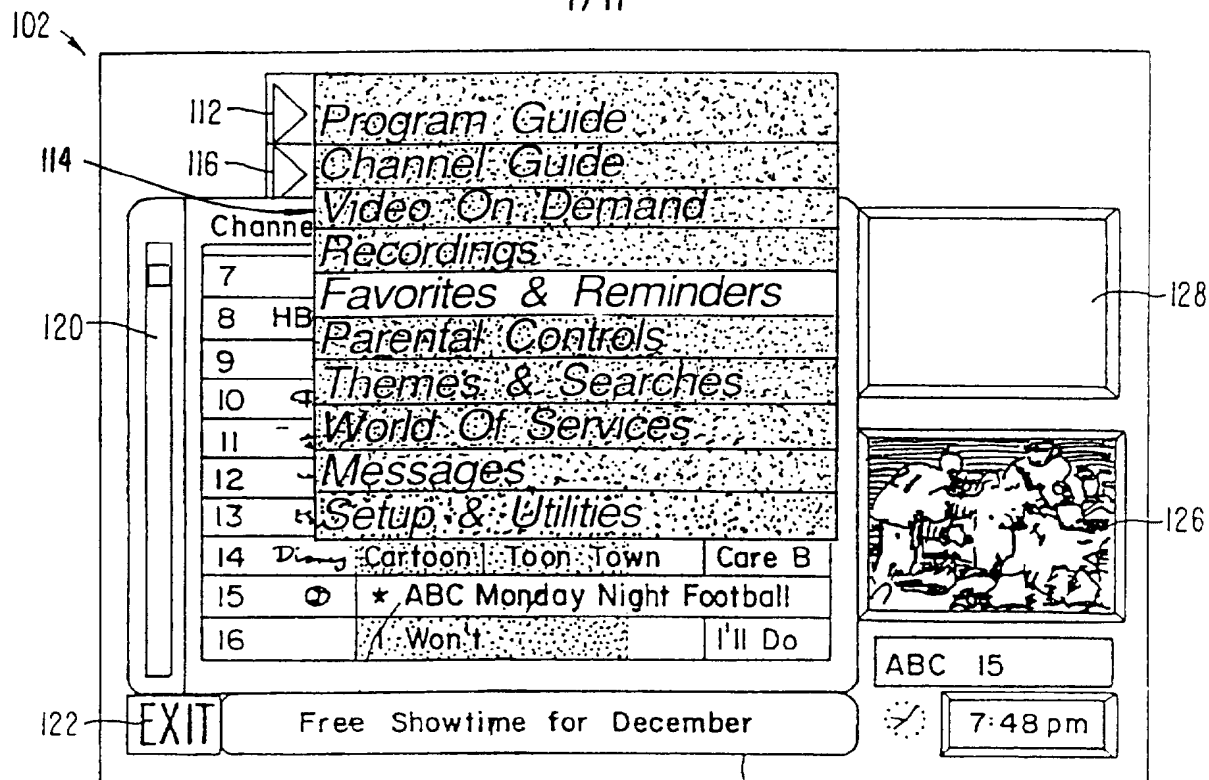 102
112
Program Guide
116
Channel Guide
114
Video On Demand
Channe
Recordings
7
Favorites & Reminders
128
8 HB
Parental Controls
120
9
Themes & Searches
10
World Of Services
11
Messages
12
Setup & Utilities
13
126
14 Cartoon Toon Town Care B
15 ★ ABC Monday Night Football
16 I Won't I'll Do
ABC 15
122
EXIT
Free Showtime for December
7:48 pm